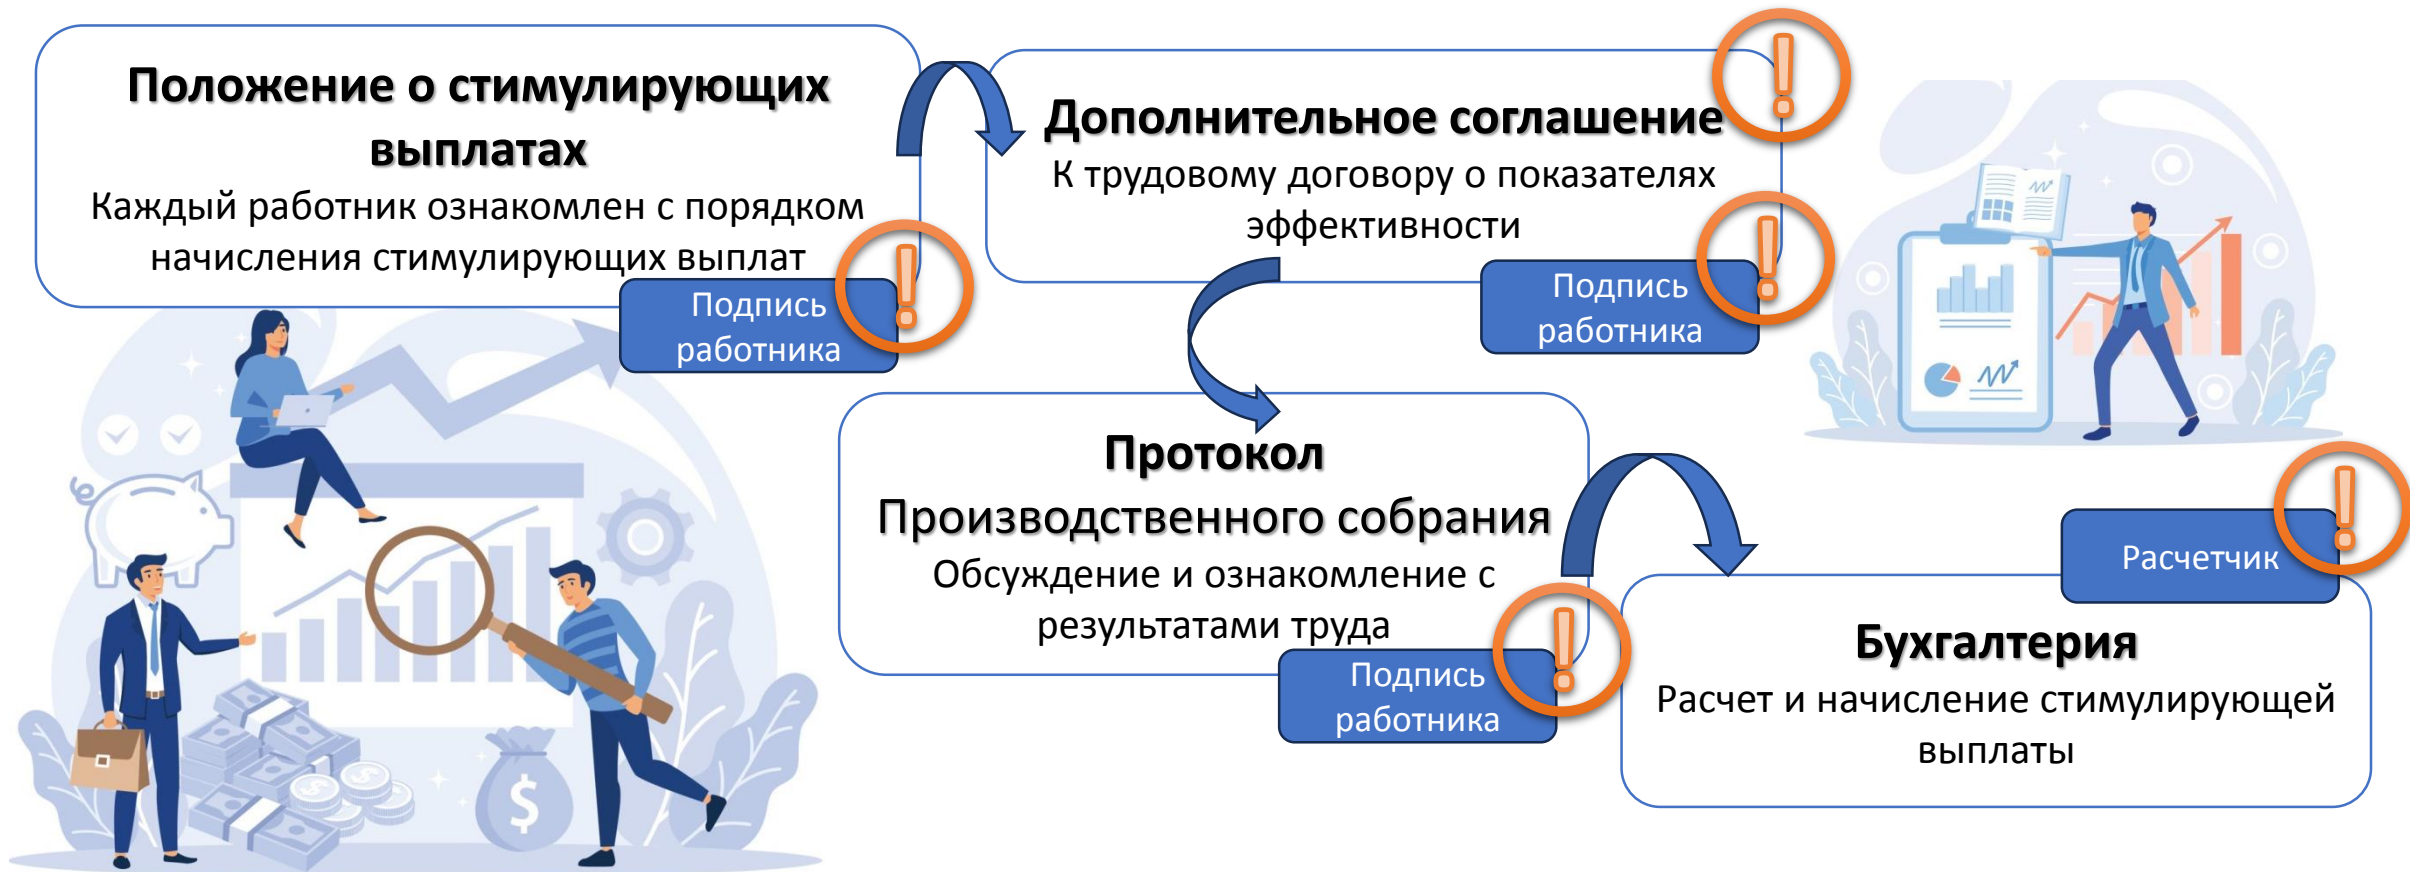 Положение о стимулирующих
выплатах
Каждый работник ознакомлен с порядком
начисления стимулирующих выплат
Подпись
работника
Дополнительное соглашение
К трудовому договору о показателях
эффективности
Подпись
работника
Протокол
Производственного собрания
Обсуждение и ознакомление с
результатами труда
Подпись
работника
Расчетчик
Бухгалтерия
Расчет и начисление стимулирующей
выплаты